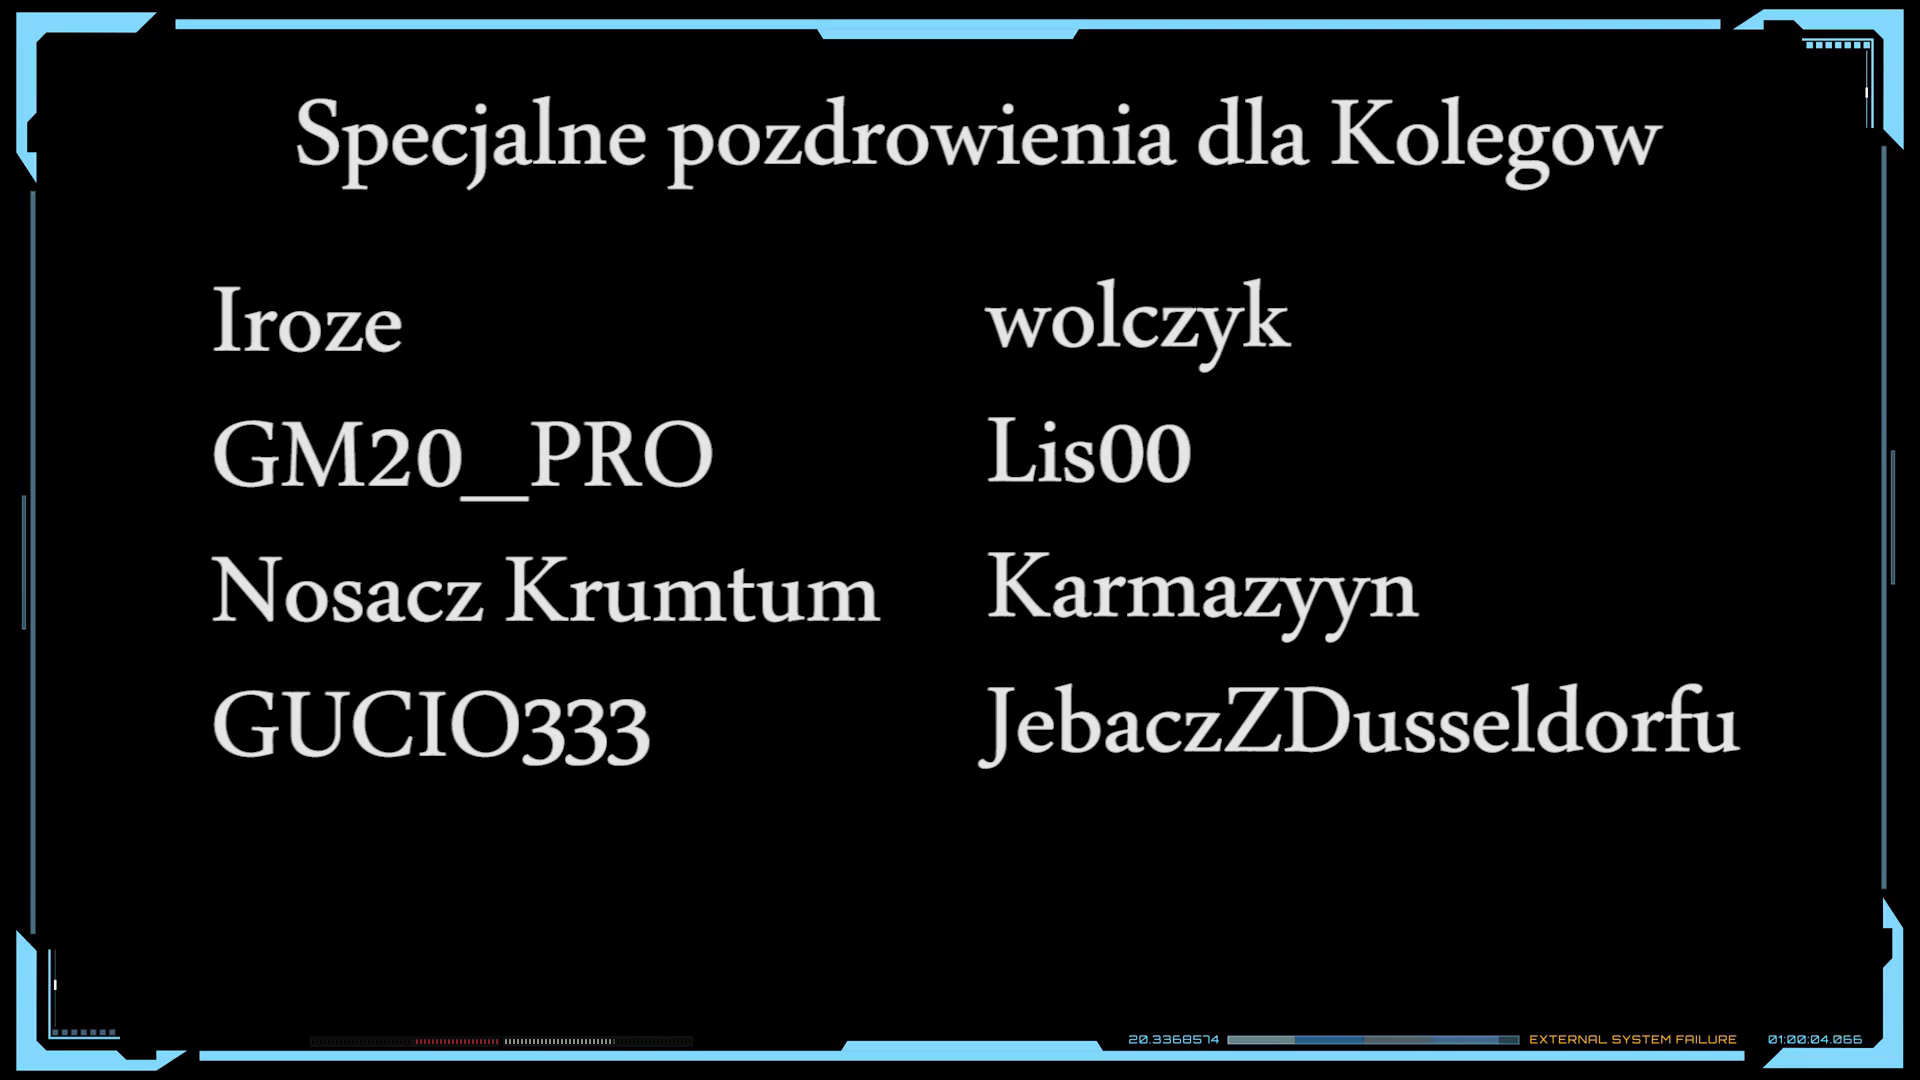 Specjalne pozdrowienia dla Kolegow
Iroze
GM20__PRO
Nosacz Krumtum
GUCIO333
wolczyk
Lis00
Karmazyyn
JebaczZDusseldorfu
20.3368574
EXTERNAL SYSTEM FAILURE
01:00:04.066